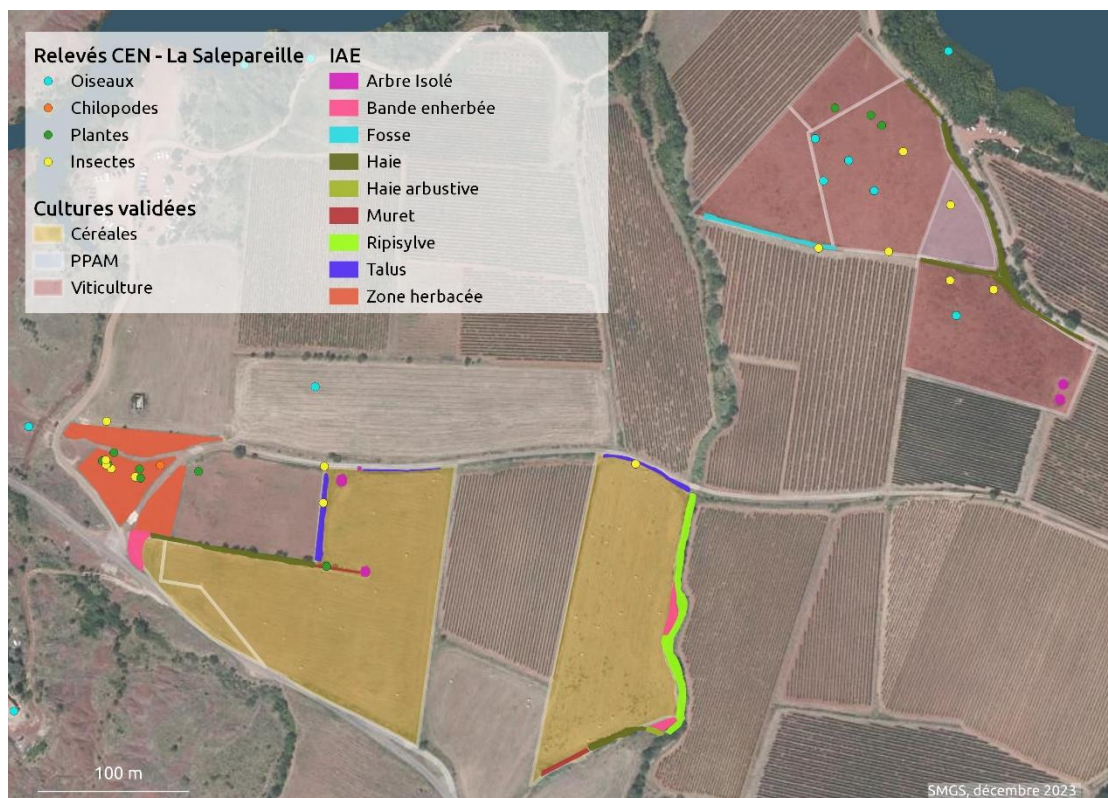 Relevés CEN - La Salepareille
Oiseaux
Chilopodes
Plantes
Insectes
Cultures validées
Céréales
PPAM
Viticulture
IAE
Arbre Isolé
Bande enherbée
Fosse
Haie
Haie arbustive
Muret
Ripisylve
Talus
Zone herbacée
100 m
SMGS, décembre 2023